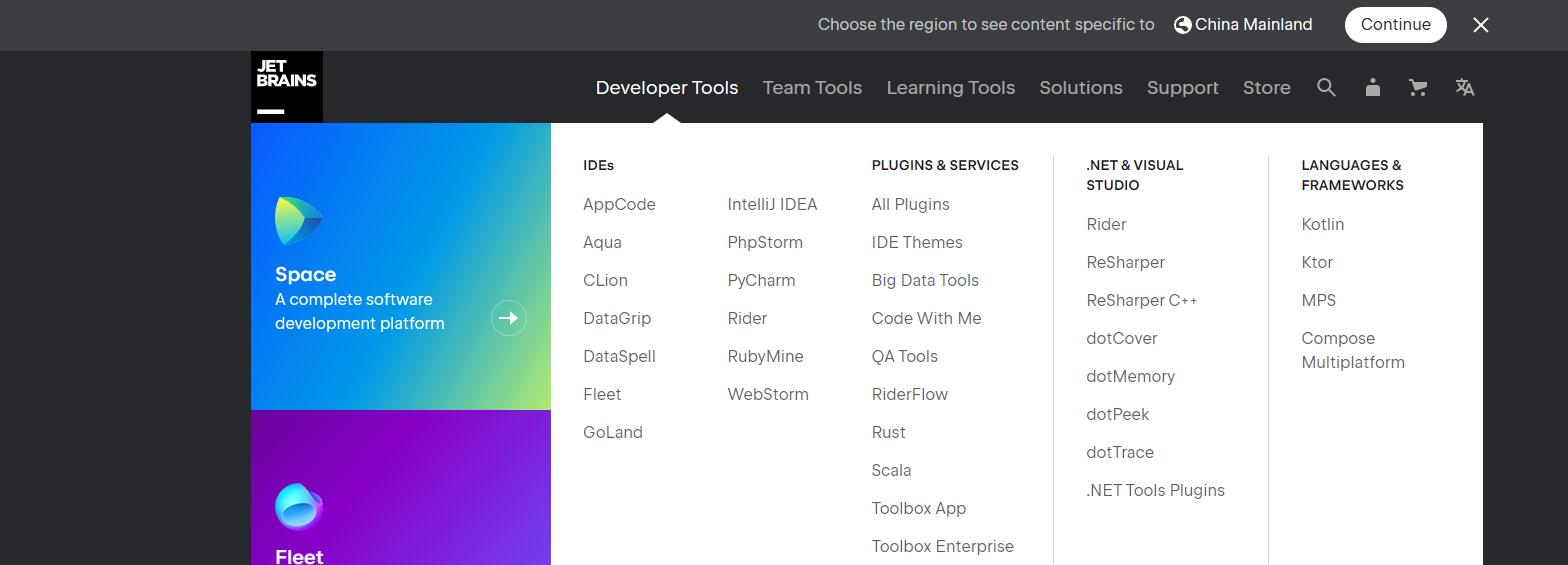 Choose the region to see content specific to China Mainland Continue
JET
BRAINS
Developer Tools Team Tools Learning Tools Solutions Support Store
Space
A complete software
development platform
Fleet
IDEs
AppCode
Aqua
CLion
DataGrip
DataSpell
Fleet
GoLand
IntelliJ IDEA
PhpStorm
PyCharm
Rider
RubyMine
WebStorm
PLUGINS & SERVICES
All Plugins
IDE Themes
Big Data Tools
Code With Me
QA Tools
RiderFlow
Rust
Scala
Toolbox App
Toolbox Enterprise
.NET & VISUAL
STUDIO
Rider
ReSharper
ReSharper C++
dotCover
dotMemory
dotPeek
dotTrace
.NET Tools Plugins
LANGUAGES &
FRAMEWORKS
Kotlin
Ktor
MPS
Compose
Multiplatform